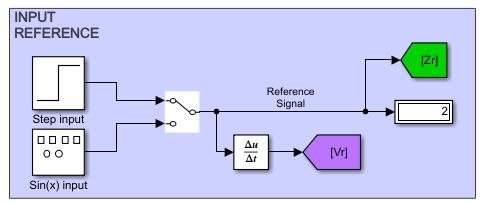 INPUT
REFERENCE
Step input
Sin(x) input
Reference
Signal
[Zr]
2
Δu
Δt
[Vr]